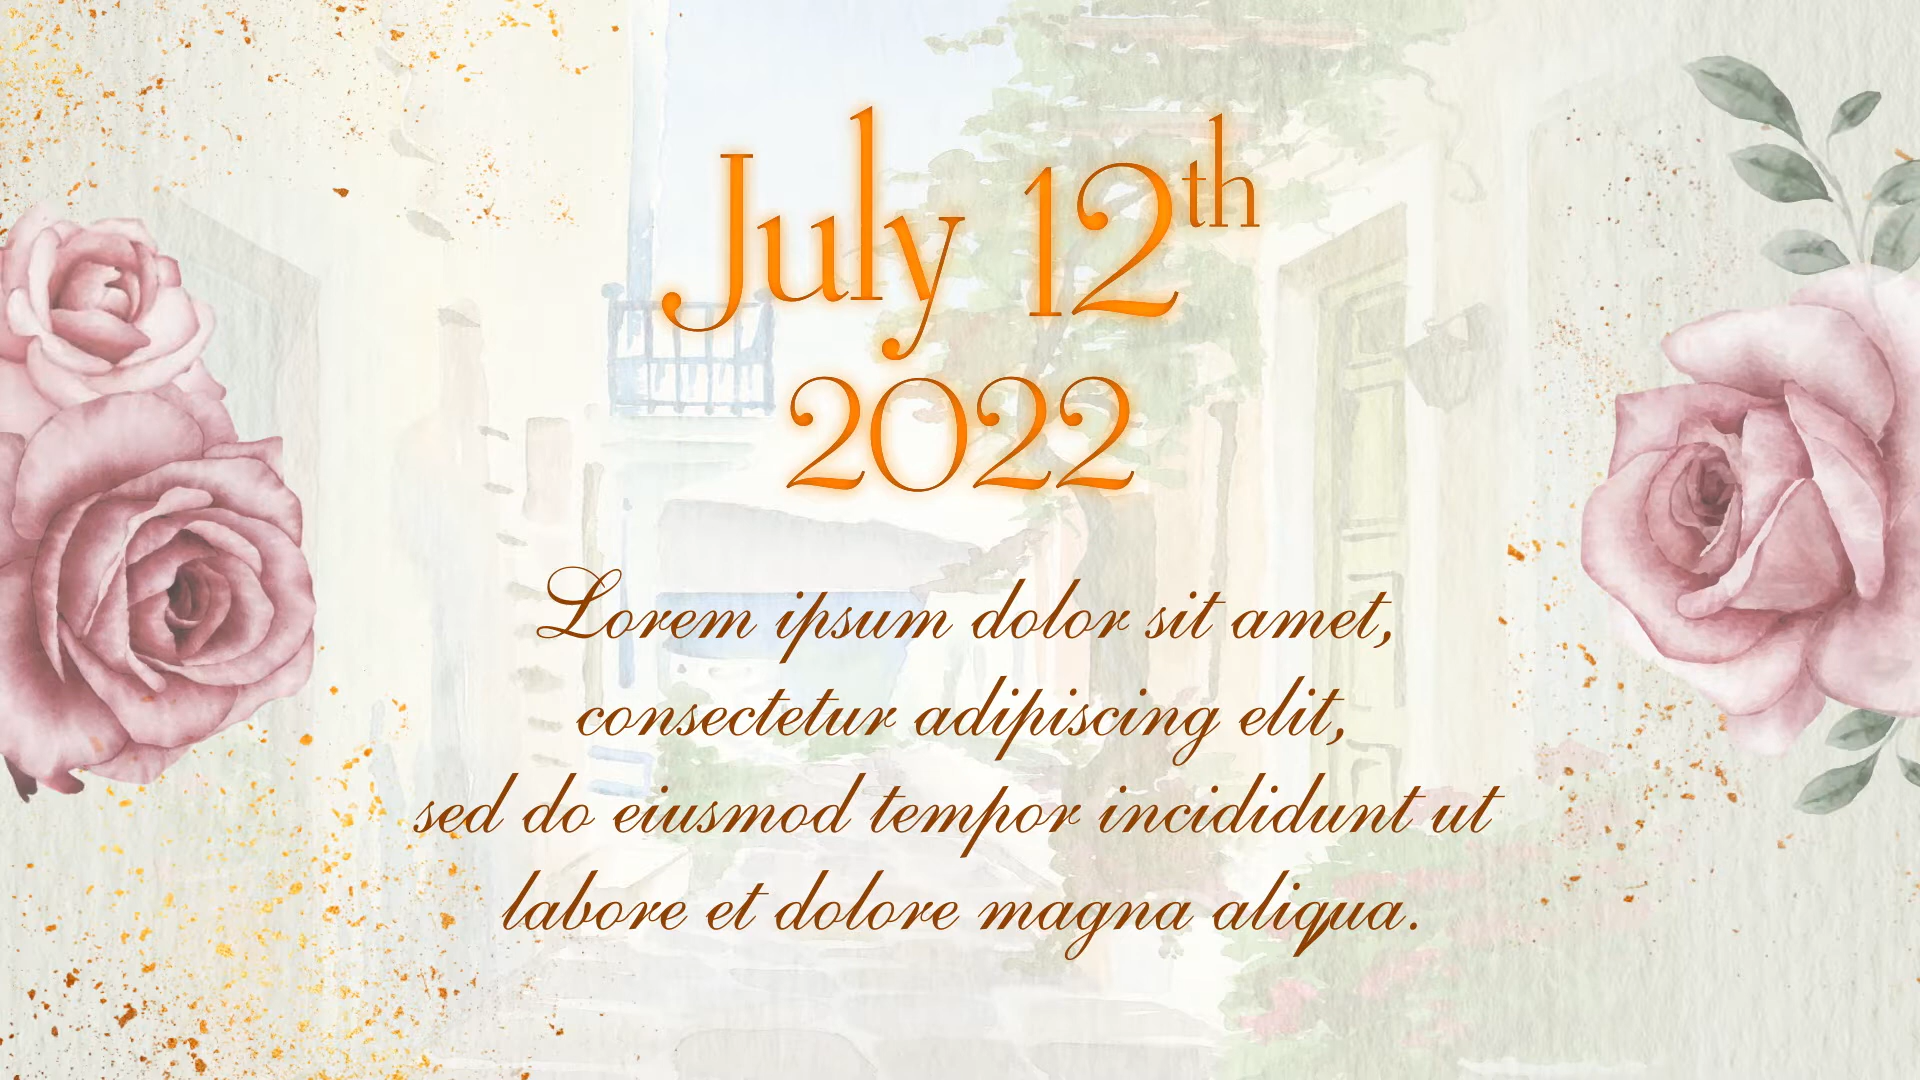 July 12th
2022
Lorem ipsum dolor sit amet,
consectetur adipiscing elit,
sed do eiusmod tempor incididunt ut
labore et dolore magna aliqua.